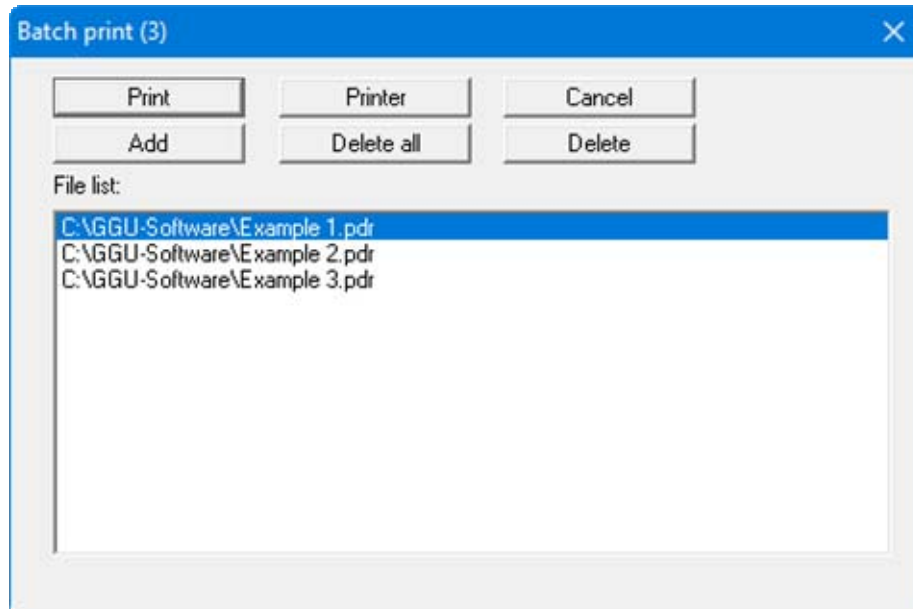 Batch print (3)
Print Printer Cancel
Add Delete all Delete
File list:
C:\GGU-Software\Example 1.pdr
C:\GGU-Software\Example 2.pdr
C:\GGU-Software\Example 3.pdr